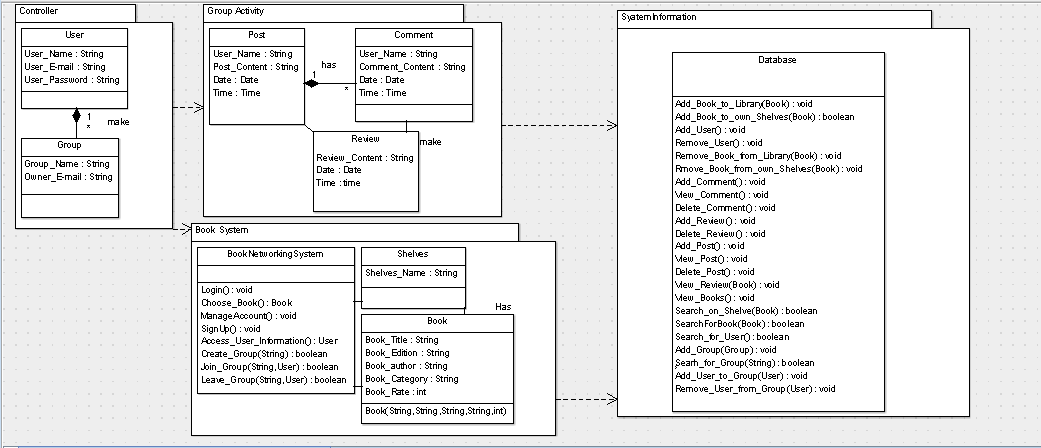 Controller
User
User_Name : String
User_E-mail : String
User_Password : String
1
*
make
Group
Group_Name : String
Owner_E-mail : String
Group Activity
Post
User_Name : String
Post_Content : String
Date : Date
Time : Time
has
1
*
Comment
User_Name : String
Comment_Content : String
Date : Date
Time : Time
make
Review
Review_Content : String
Date : Date
Time : time
Book System
BookNetworkingSystem
Login() : void
Choose_Book() : Book
ManageAccount() : void
SignUp() : void
Access_User_Information() : User
Create_Group(String) : boolean
Join_Group(String,User) : boolean
Leave_Group(String,User) : boolean
Shelves
Shelves_Name : String
Has
Book
Book_Title : String
Book_Edition : String
Book_author : String
Book_Category : String
Book_Rate : int
Book(String,String,String,String,int)
SyatemInformation
Database
Add_Book_to_Library(Book) : void
Add_Book_to_own_Shelves(Book) : boolean
Add_User() : void
Remove_User() : void
Remove_Book_fom_Library(Book) : void
Rmove_Book_from_own_Shelves(Book) : void
Add_Comment() : void
View_Comment() : void
Delete_Comment() : void
Add_Review() : void
Delete_Review() : void
Add_Post() : void
View_Post() : void
Delete_Post() : void
View_Review(Book) : void
View_Books() : void
Search_on_Shelve(Book) : boolean
SearchForBook(Book) : boolean
Search_for_User() : boolean
Add_Group(Group) : void
Searh_for_Group(String) : boolean
Add_User_to_Group(User) : void
Remove_User_from_Group(User) : void